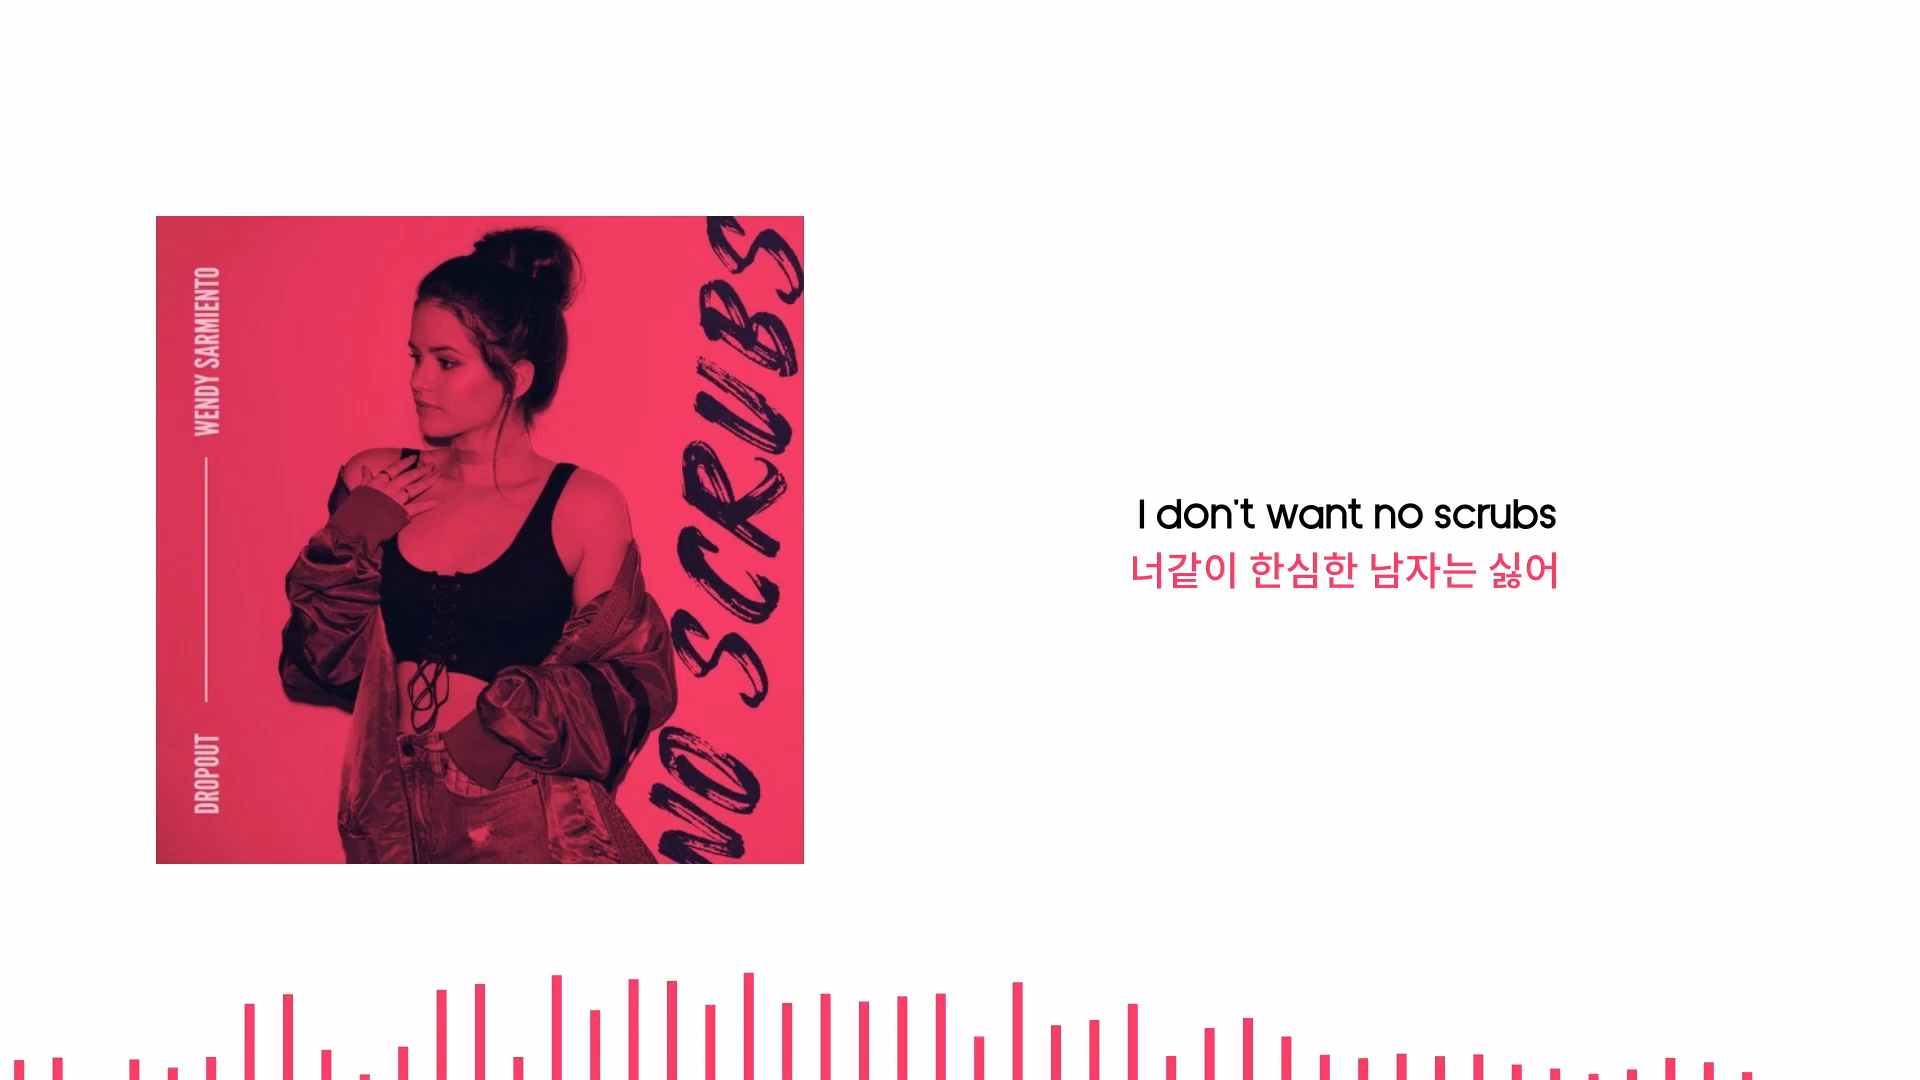 WENDY SARMIENTO
DROPOUT
NO SCRUBS
I don't want no scrubs
너같이 한심한 남자는 싫어